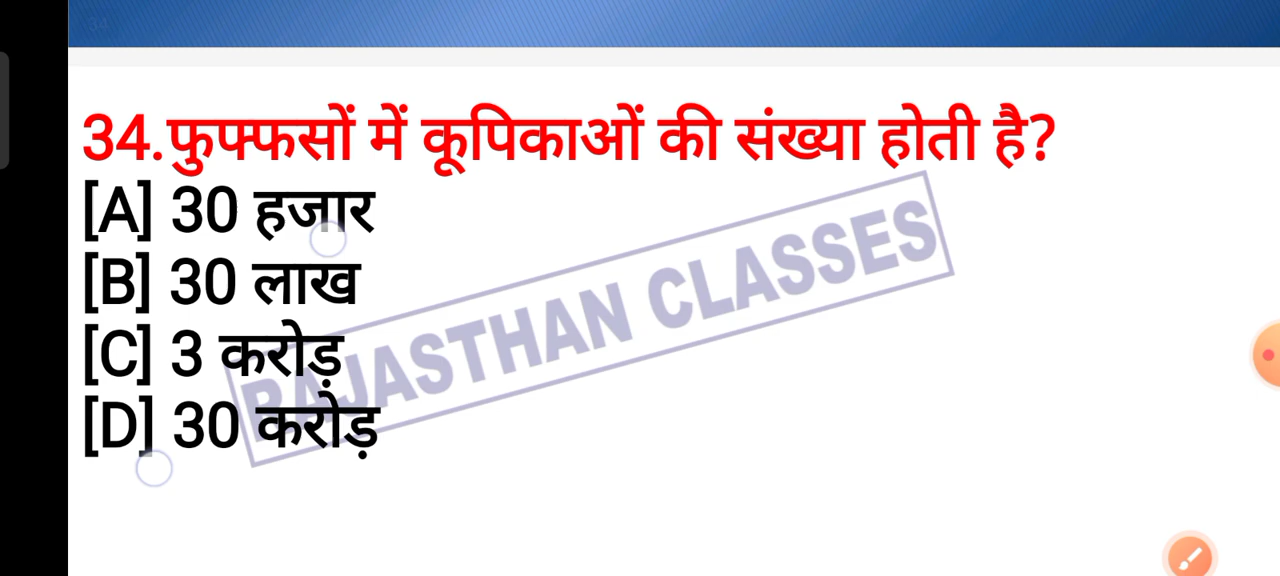 34.फुफ्फसों में कूपिकाओं की संख्या होती है?
[A] 30 हजार
[B] 30 लाख
[C] 3 करोड़
[D] 30 करोड़
RAJASTHAN CLASSES